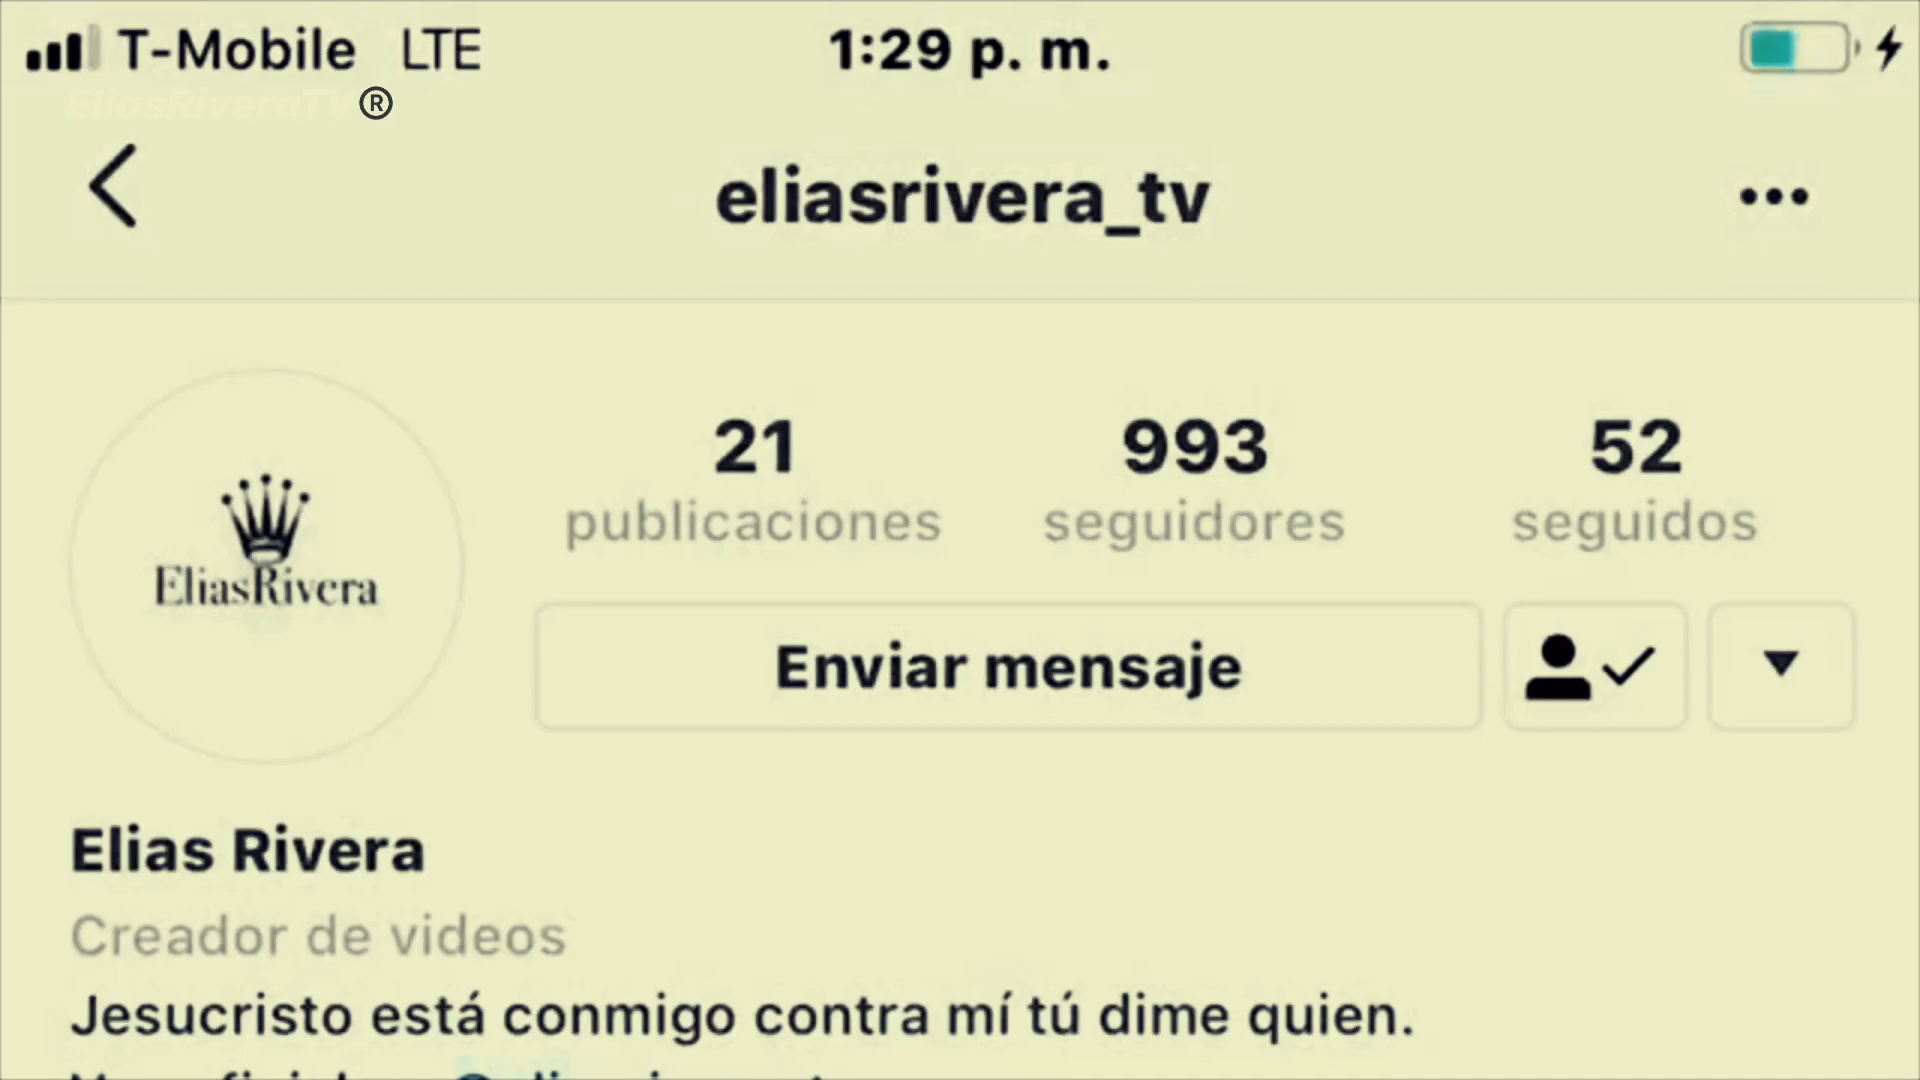 T-Mobile LTE 1:29 p. m.
EliasRiveraTV®
eliasrivera_tv
21 993 52
publicaciones seguidores seguidos
EliasRivera
Enviar mensaje
Elias Rivera
Creador de videos
Jesucristo está conmigo contra mí tú dime quien.